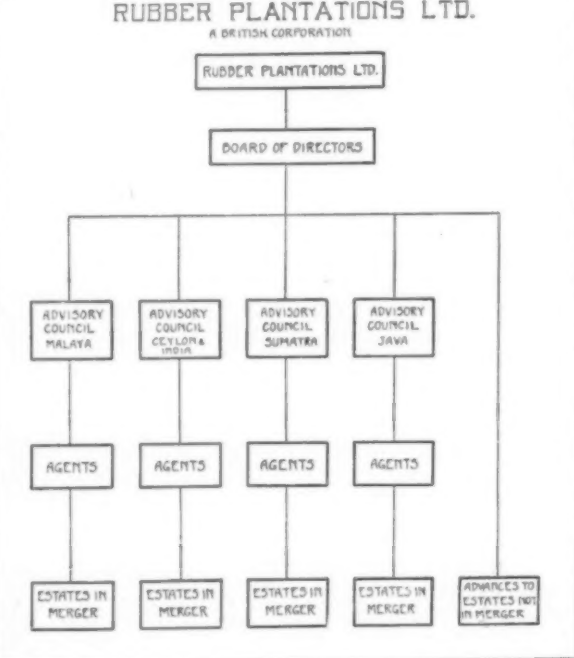 RUBBER PLANTATIONS LTD.
A BRITISH CORPORATION
RUBBER PLANTATIONS LTD.
BOARD OF DIRECTORS
ADVISORY
COUNCIL
MALAYA
ADVISORY
COUNCIL
CEYLON &
INDIA
ADVISORY
COUNCIL
SUMATRA
ADVISORY
COUNCIL
JAVA
AGENTS
AGENTS
AGENTS
AGENTS
ESTATES IN
MERGER
ESTATES IN
MERGER
ESTATES IN
MERGER
ESTATES IN
MERGER
ADVANCES TO
ESTATES NOT
IN MERGER